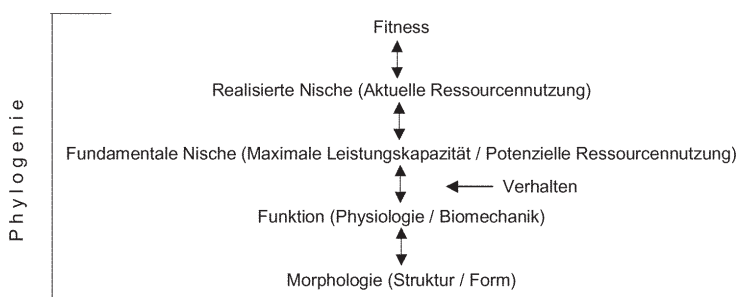 Fitness
Realisierte Nische (Aktuelle Ressourcennutzung)
Fundamentale Nische (Maximale Leistungskapazität / Potenzielle Ressourcennutzung)
Verhalten
Funktion (Physiologie / Biomechanik)
Morphologie (Struktur / Form)
Phylogenie